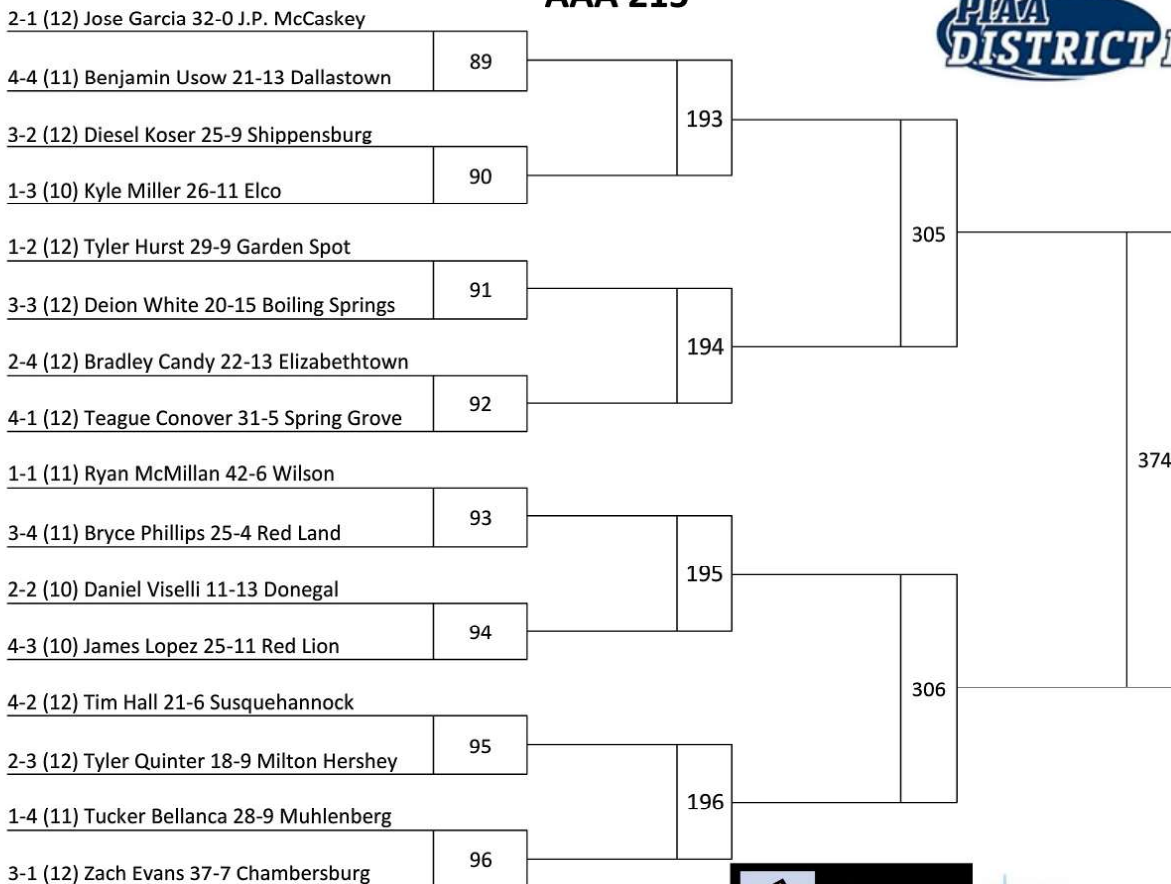 AAA 215
PIAA
DISTRICT
2-1 (12) Jose Garcia 32-0 J.P. McCaskey
89
4-4 (11) Benjamin Usow 21-13 Dallastown
193
3-2 (12) Diesel Koser 25-9 Shippensburg
90
1-3 (10) Kyle Miller 26-11 Elco
305
1-2 (12) Tyler Hurst 29-9 Garden Spot
91
3-3 (12) Deion White 20-15 Boiling Springs
194
2-4 (12) Bradley Candy 22-13 Elizabethtown
92
4-1 (12) Teague Conover 31-5 Spring Grove
374
1-1 (11) Ryan McMillan 42-6 Wilson
93
3-4 (11) Bryce Phillips 25-4 Red Land
195
2-2 (10) Daniel Viselli 11-13 Donegal
94
4-3 (10) James Lopez 25-11 Red Lion
306
4-2 (12) Tim Hall 21-6 Susquehannock
95
2-3 (12) Tyler Quinter 18-9 Milton Hershey
196
1-4 (11) Tucker Bellanca 28-9 Muhlenberg
96
3-1 (12) Zach Evans 37-7 Chambersburg